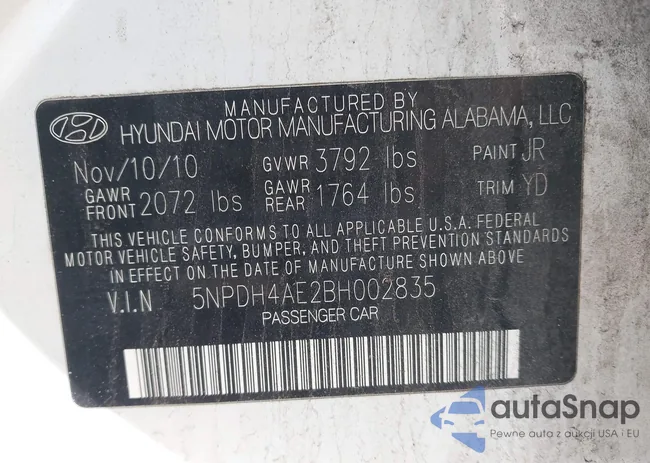 MANUFACTURED BY
HYUNDAI MOTOR MANUFACTURING ALABAMA, LLC
Nov/10/10 GVWR 3792 lbs PAINT JR
GAWR FRONT 2072 lbs GAWR REAR 1764 lbs TRIM YD
THIS VEHICLE CONFORMS TO ALL APPLICABLE U.S.A. FEDERAL
MOTOR VEHICLE SAFETY, BUMPER, AND THEFT PREVENTION STANDARDS
IN EFFECT ON THE DATE OF MANUFACTURE SHOWN ABOVE.
V.I.N 5NPDH4AE2BH002835
PASSENGER CAR
autaSnap
Pewne auta z aukcji USA i EU